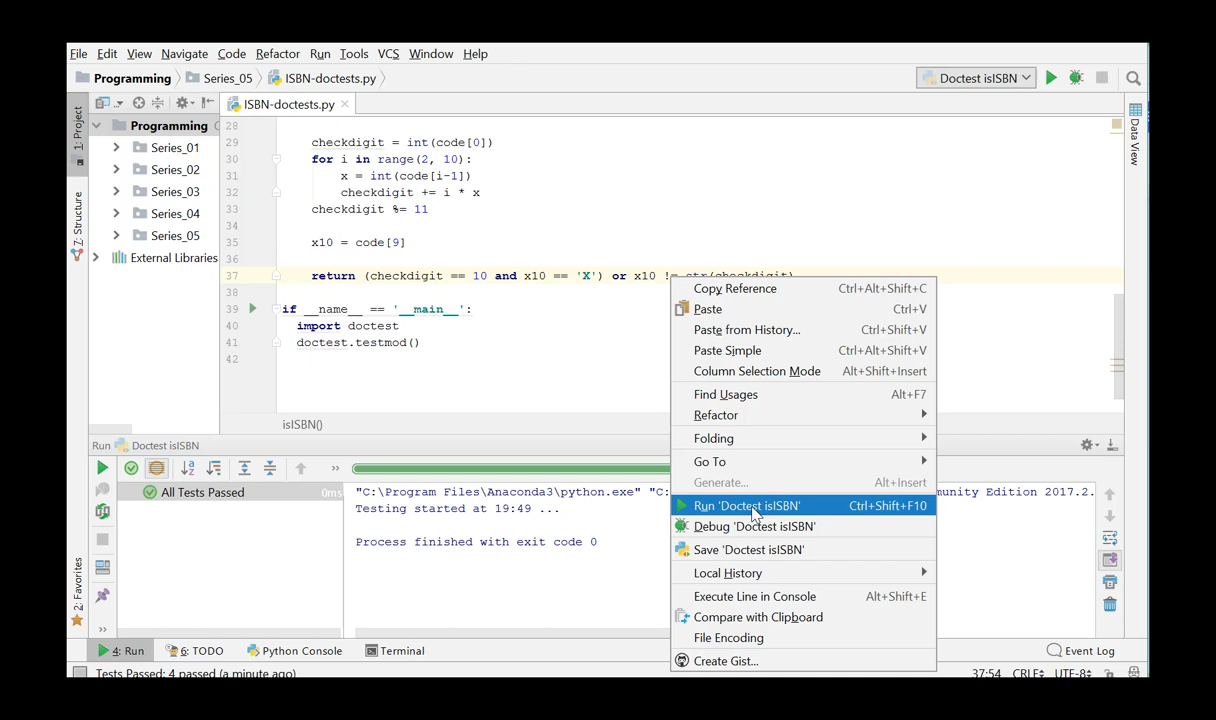 File Edit View Navigate Code Refactor Run Tools VCS Window Help
Programming Series_05 ISBN-doctests.py Doctest isISBN
1: Project ISBN-doctests.py
Programming
Series_01
Series_02
Series_03
Series_04
Series_05
External Libraries
7: Structure
2: Favorites
Data View
28
29 checkdigit = int(code[0])
30 for i in range(2, 10):
31 x = int(code[i-1])
32 checkdigit += i * x
33 checkdigit %= 11
34
35 x10 = code[9]
36
37 return (checkdigit == 10 and x10 == 'X') or x10 != str(checkdigit)
38
39 if __name__ == '__main__':
40 import doctest
41 doctest.testmod()
42
isISBN()
Copy Reference Ctrl+Alt+Shift+C
Paste Ctrl+V
Paste from History... Ctrl+Shift+V
Paste Simple Ctrl+Alt+Shift+V
Column Selection Mode Alt+Shift+Insert
Find Usages Alt+F7
Refactor
Folding
Go To
Generate... Alt+Insert
Run 'Doctest isISBN' Ctrl+Shift+F10
Debug 'Doctest isISBN'
Save 'Doctest isISBN'
Local History
Execute Line in Console Alt+Shift+E
Compare with Clipboard
File Encoding
Create Gist...
Run Doctest isISBN
All Tests Passed 0ms
"C:\Program Files\Anaconda3\python.exe" "C: munity Edition 2017.2.
Testing started at 19:49 ...
Process finished with exit code 0
4: Run 6: TODO Python Console Terminal Event Log
Tests Passed: 4 passed (a minute ago) 37:54 CRLF UTF-8